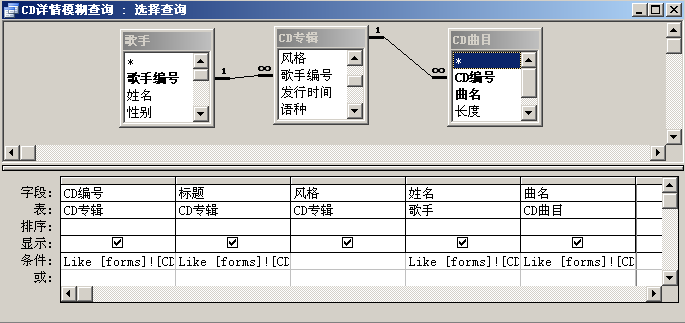 CD详情模糊查询 : 选择查询
歌手
*
歌手编号
姓名
性别
1
∞
CD专辑
风格
歌手编号
发行时间
语种
1
∞
CD曲目
*
CD编号
曲名
长度
字段: CD编号 标题 风格 姓名 曲名
表: CD专辑 CD专辑 CD专辑 歌手 CD曲目
排序:
显示:
条件: Like [forms]![CD Like [forms]![CD Like [forms]![CD Like [forms]![CD
或: